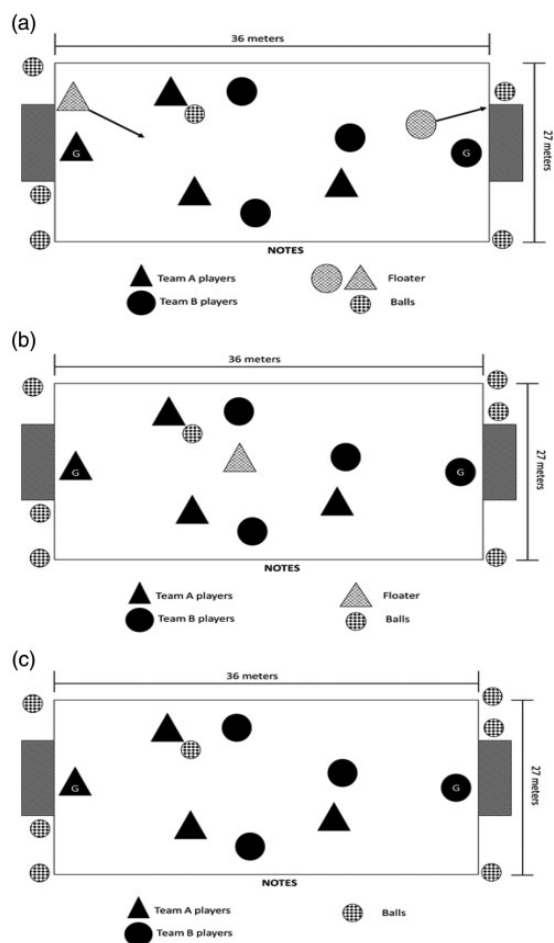 (a)
36 meters
G
G
27 meters
NOTES
Team A players
Floater
Team B players
Balls
(b)
36 meters
G
G
27 meters
NOTES
Team A players
Floater
Team B players
Balls
(c)
36 meters
G
G
27 meters
NOTES
Team A players
Balls
Team B players